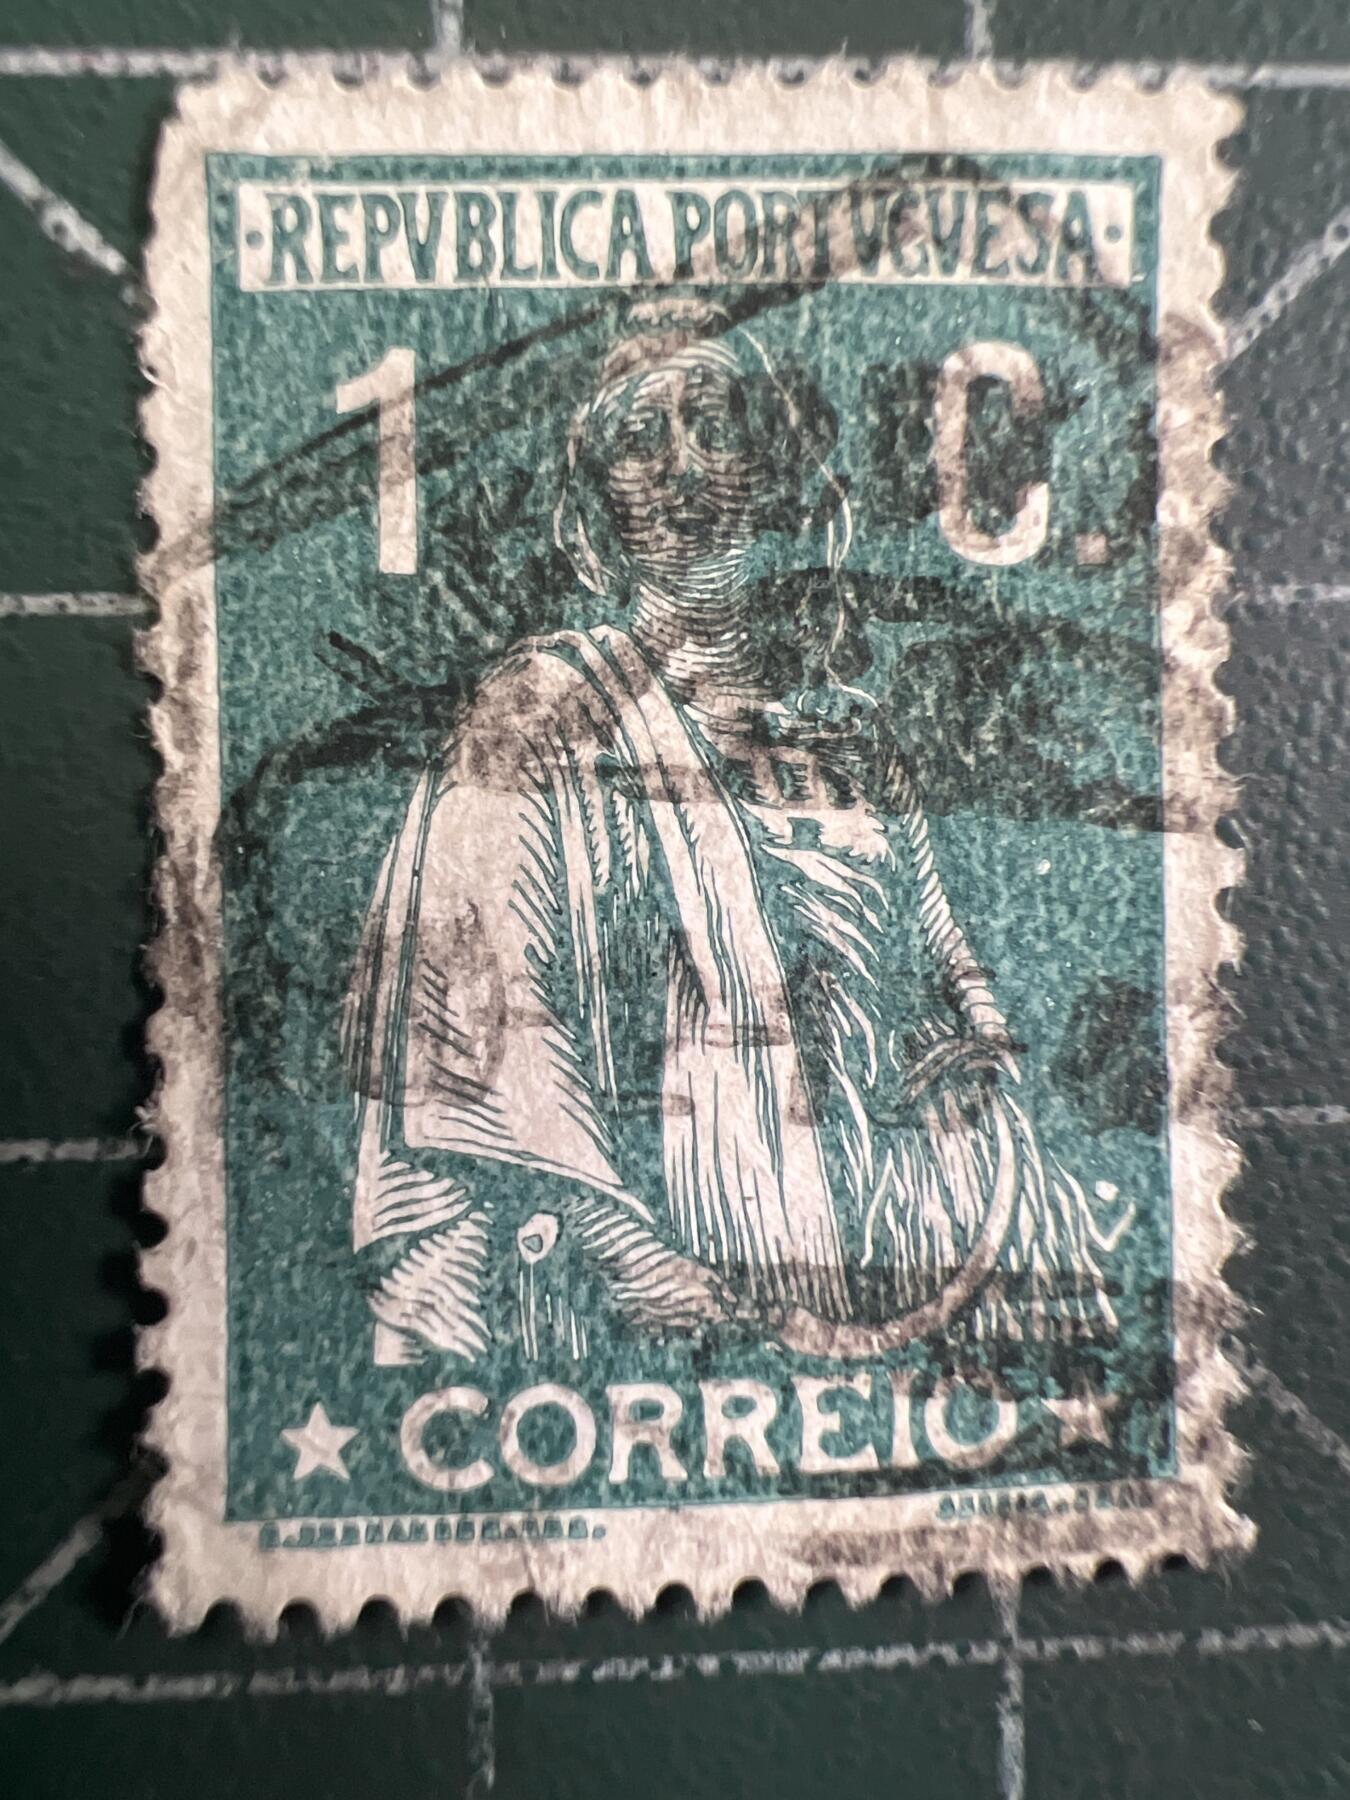 ·REPVBLICA PORTVGVESA·
1 C.
★ CORREIO ★